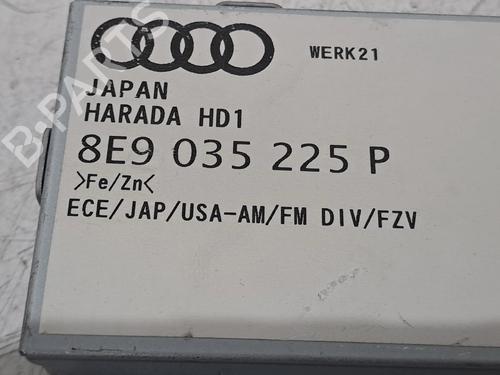 WERK21
JAPAN
HARADA HD1
8E9 035 225 P
>Fe/Zn<
ECE/JAP/USA-AM/FM DIV/FZV
B-PARTS